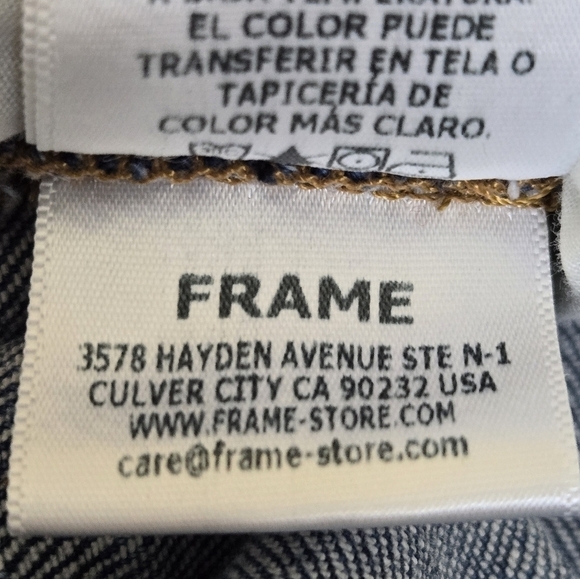 EL COLOR PUEDE
TRANSFERIR EN TELA O
TAPICERÍA DE
COLOR MÁS CLARO.
FRAME
3578 HAYDEN AVENUE STE N-1
CULVER CITY CA 90232 USA
WWW.FRAME-STORE.COM
care@frame-store.com